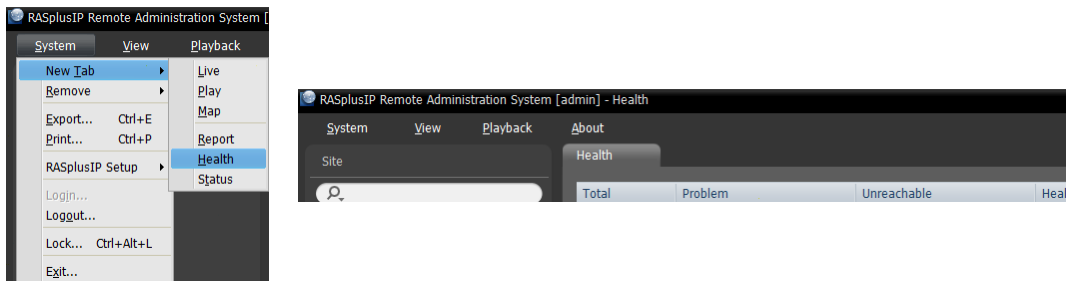 RASplusIP Remote Administration System [
System View Playback
New Tab
Remove
Export... Ctrl+E
Print... Ctrl+P
RASplusIP Setup
Login...
Logout...
Lock... Ctrl+Alt+L
Exit...
Live
Play
Map
Report
Health
Status
RASplusIP Remote Administration System [admin] - Health
System View Playback About
Site
Health
Total Problem Unreachable Heal